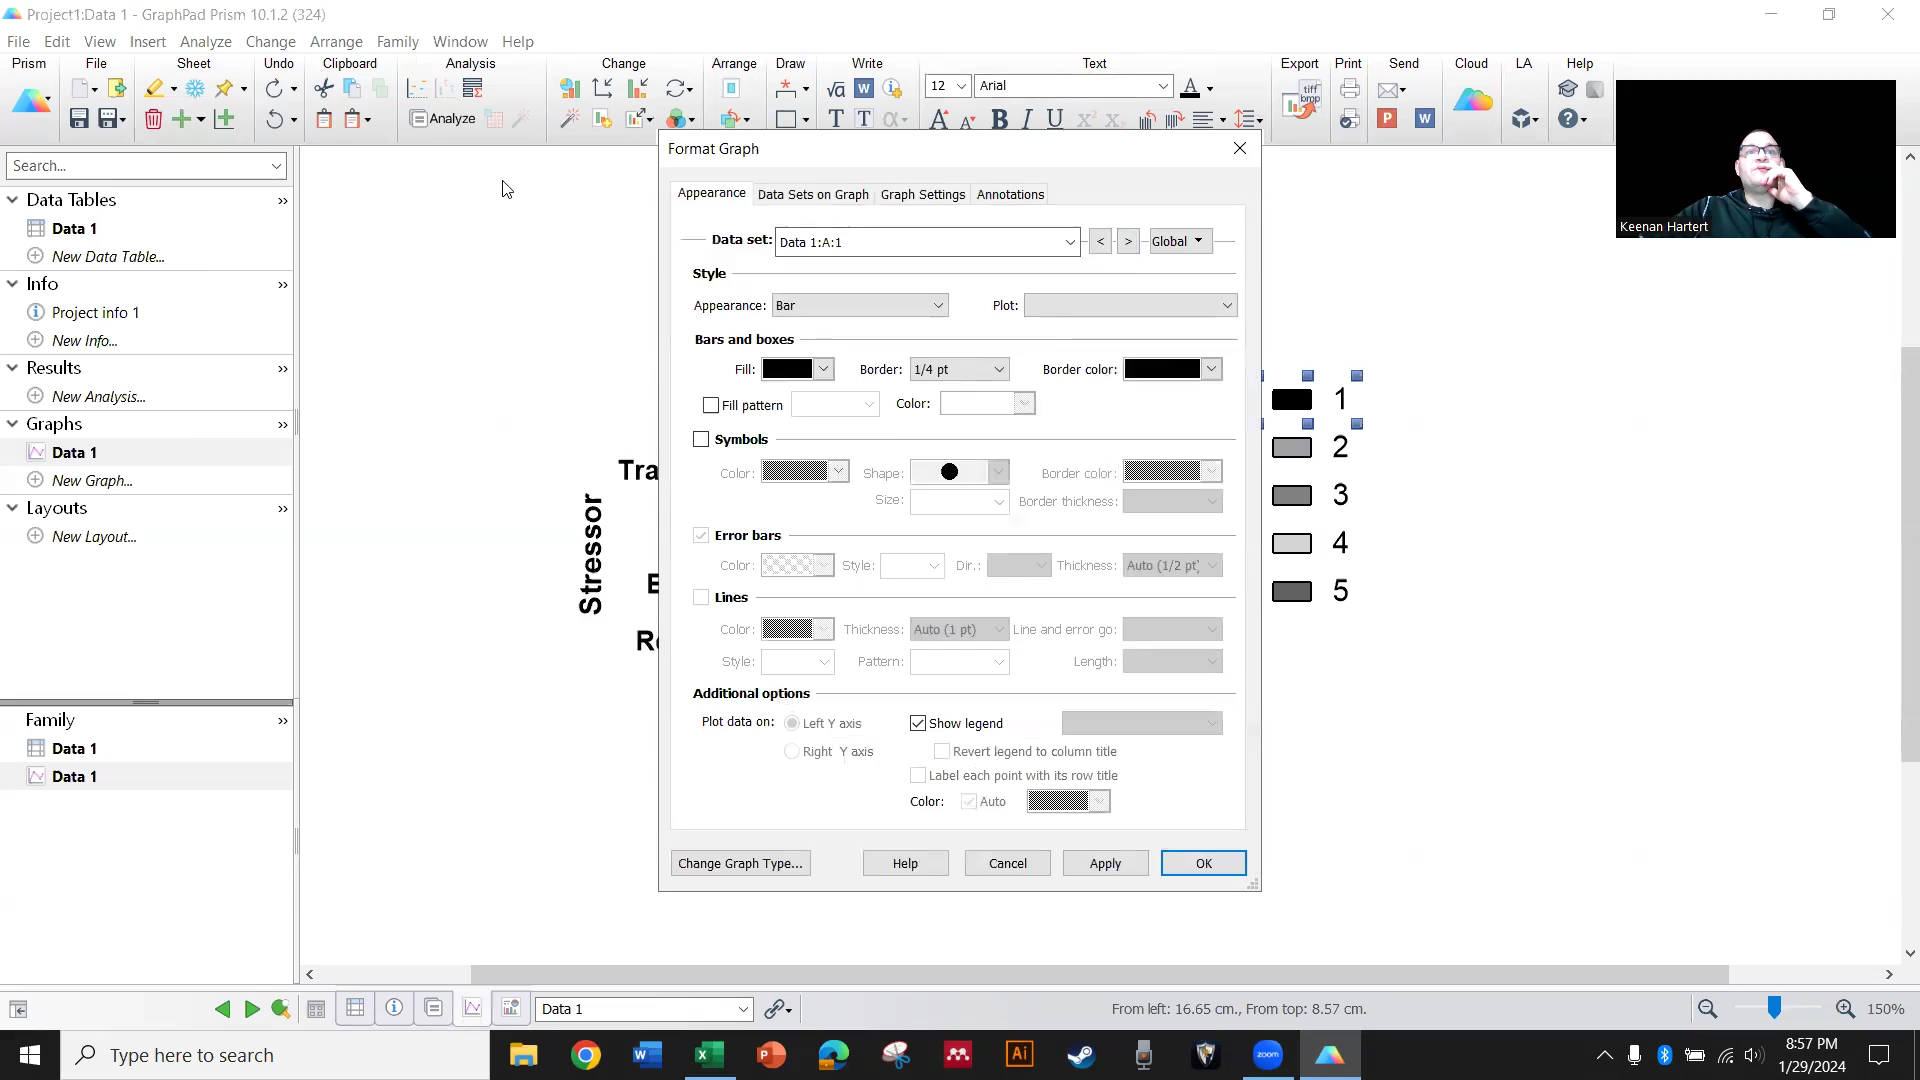 Project1:Data 1 - GraphPad Prism 10.1.2 (324)
File Edit View Insert Analyze Change Arrange Family Window Help
Prism File Sheet Undo Clipboard Analysis Change Arrange Draw Write Text Export Print Send Cloud LA Help
12 Arial
Analyze
tiff
bmp
Format Graph
Keenan Hartert
Search...
Data Tables
Data 1
New Data Table...
Info
Project info 1
New Info...
Results
New Analysis...
Graphs
Data 1
New Graph...
Layouts
New Layout...
Family
Data 1
Data 1
Appearance Data Sets on Graph Graph Settings Annotations
Data set: Data 1:A:1 < > Global
Style
Appearance: Bar Plot:
Bars and boxes
Fill: Border: 1/4 pt Border color:
Fill pattern Color:
Symbols
Color: Shape: Border color:
Size: Border thickness:
Error bars
Color: Style: Dir.: Thickness: Auto (1/2 pt)
Lines
Color: Thickness: Auto (1 pt) Line and error go:
Style: Pattern: Length:
Additional options
Plot data on: Left Y axis Show legend
Right Y axis Revert legend to column title
Label each point with its row title
Color: Auto
Change Graph Type... Help Cancel Apply OK
Stressor
Tra
E
Re
1
2
3
4
5
Data 1
From left: 16.65 cm., From top: 8.57 cm.
150%
Type here to search
zoom
8:57 PM
1/29/2024